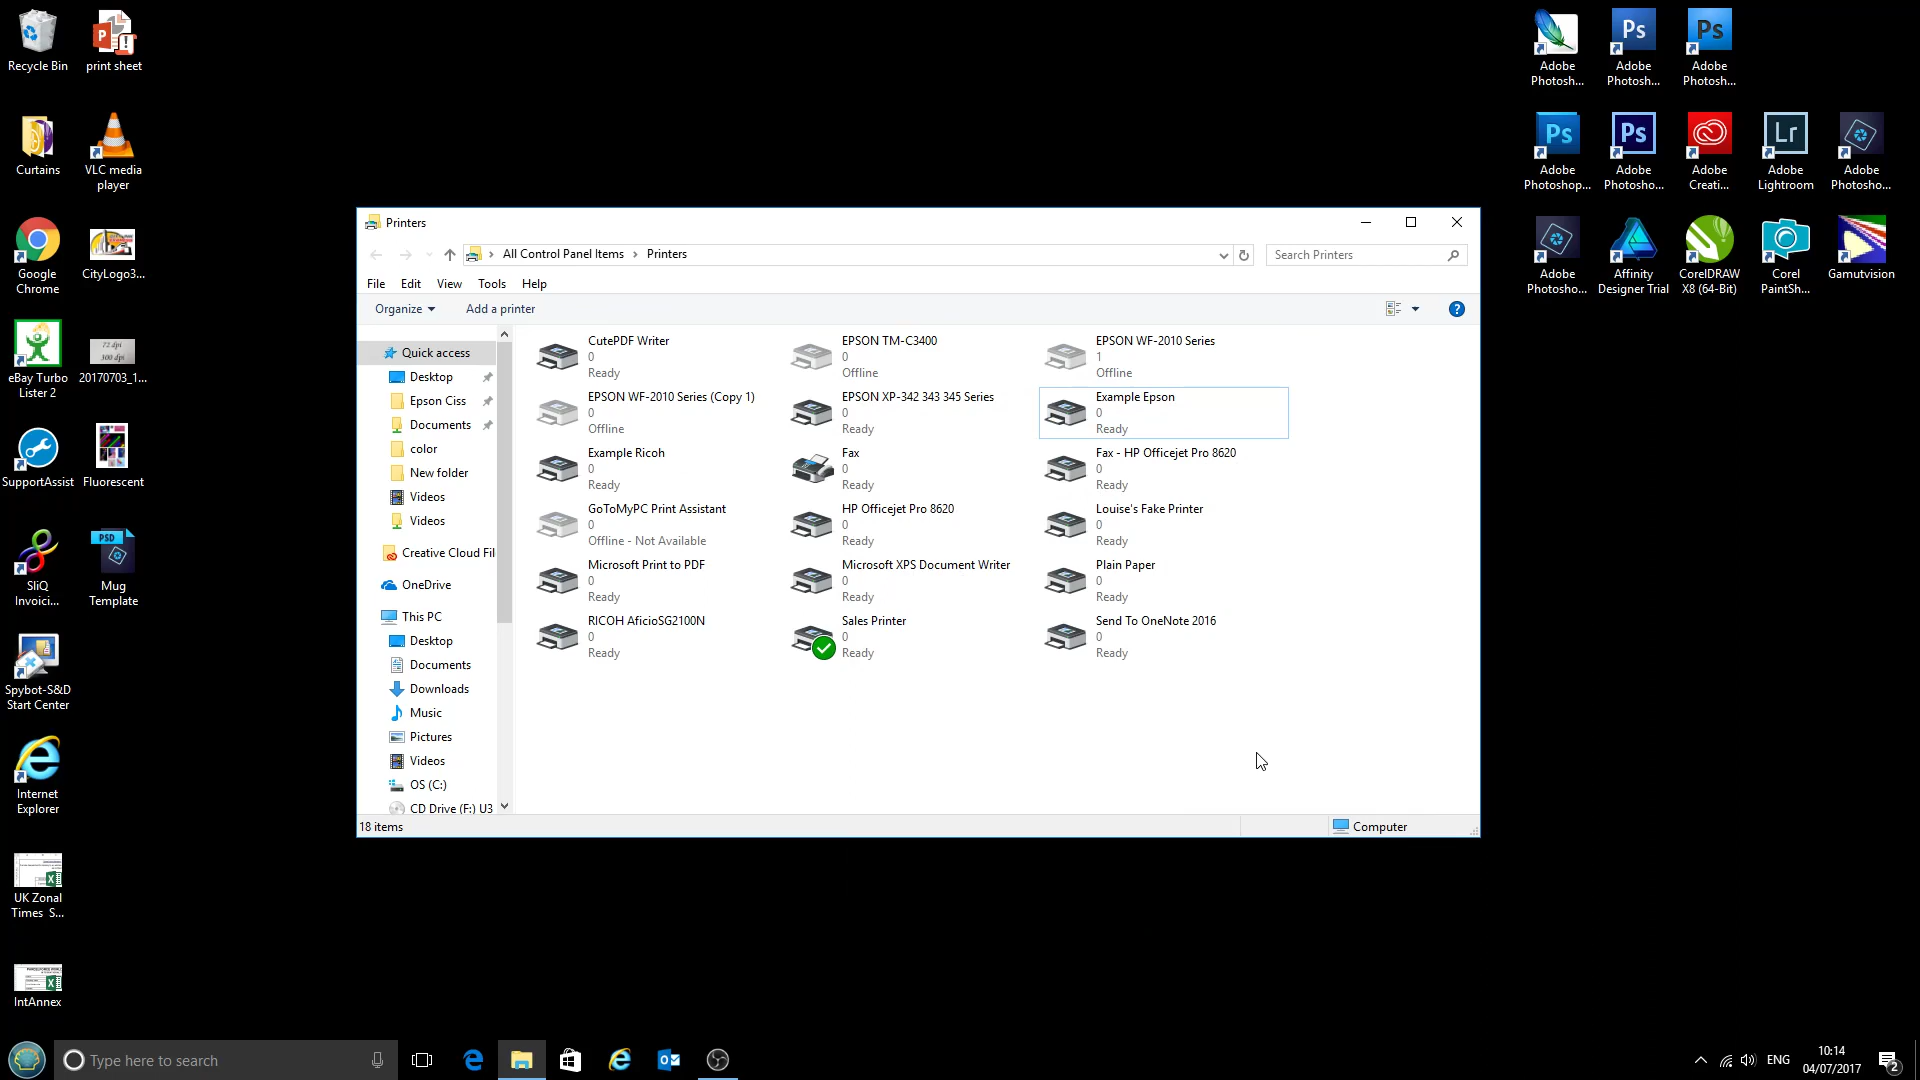 Recycle Bin
print sheet
Curtains
VLC media
player
Google
Chrome
CityLogo3...
eBay Turbo
Lister 2
72 dpi
300 dpi
20170703_1...
SupportAssist
Fluorescent
SliQ
Invoici...
PSD
Mug
Template
Spybot-S&D
Start Center
Internet
Explorer
UK Zonal
Times S...
IntAnnex
Adobe
Photosh...
Ps
Adobe
Photosh...
Ps
Adobe
Photosh...
Ps
Adobe
Photoshop...
Ps
Adobe
Photosho...
Adobe
Creati...
Lr
Adobe
Lightroom
Adobe
Photosho...
Adobe
Photosho...
Affinity
Designer Trial
CorelDRAW
X8 (64-Bit)
Corel
PaintSh...
Gamutvision
Printers
All Control Panel Items > Printers
Search Printers
File Edit View Tools Help
Organize Add a printer
Quick access
Desktop
Epson Ciss
Documents
color
New folder
Videos
Videos
Creative Cloud Fil
OneDrive
This PC
Desktop
Documents
Downloads
Music
Pictures
Videos
OS (C:)
CD Drive (F:) U3
CutePDF Writer
0
Ready
EPSON TM-C3400
0
Offline
EPSON WF-2010 Series
1
Offline
EPSON WF-2010 Series (Copy 1)
0
Offline
EPSON XP-342 343 345 Series
0
Ready
Example Epson
0
Ready
Example Ricoh
0
Ready
Fax
0
Ready
Fax - HP Officejet Pro 8620
0
Ready
GoToMyPC Print Assistant
0
Offline - Not Available
HP Officejet Pro 8620
0
Ready
Louise's Fake Printer
0
Ready
Microsoft Print to PDF
0
Ready
Microsoft XPS Document Writer
0
Ready
Plain Paper
0
Ready
RICOH AficioSG2100N
0
Ready
Sales Printer
0
Ready
Send To OneNote 2016
0
Ready
18 items
Computer
Type here to search
ENG
10:14
04/07/2017
2